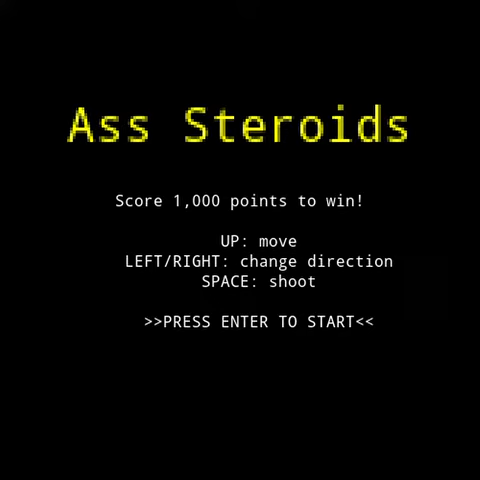 Ass Steroids
Score 1,000 points to win!
UP: move
LEFT/RIGHT: change direction
SPACE: shoot
>>PRESS ENTER TO START<<